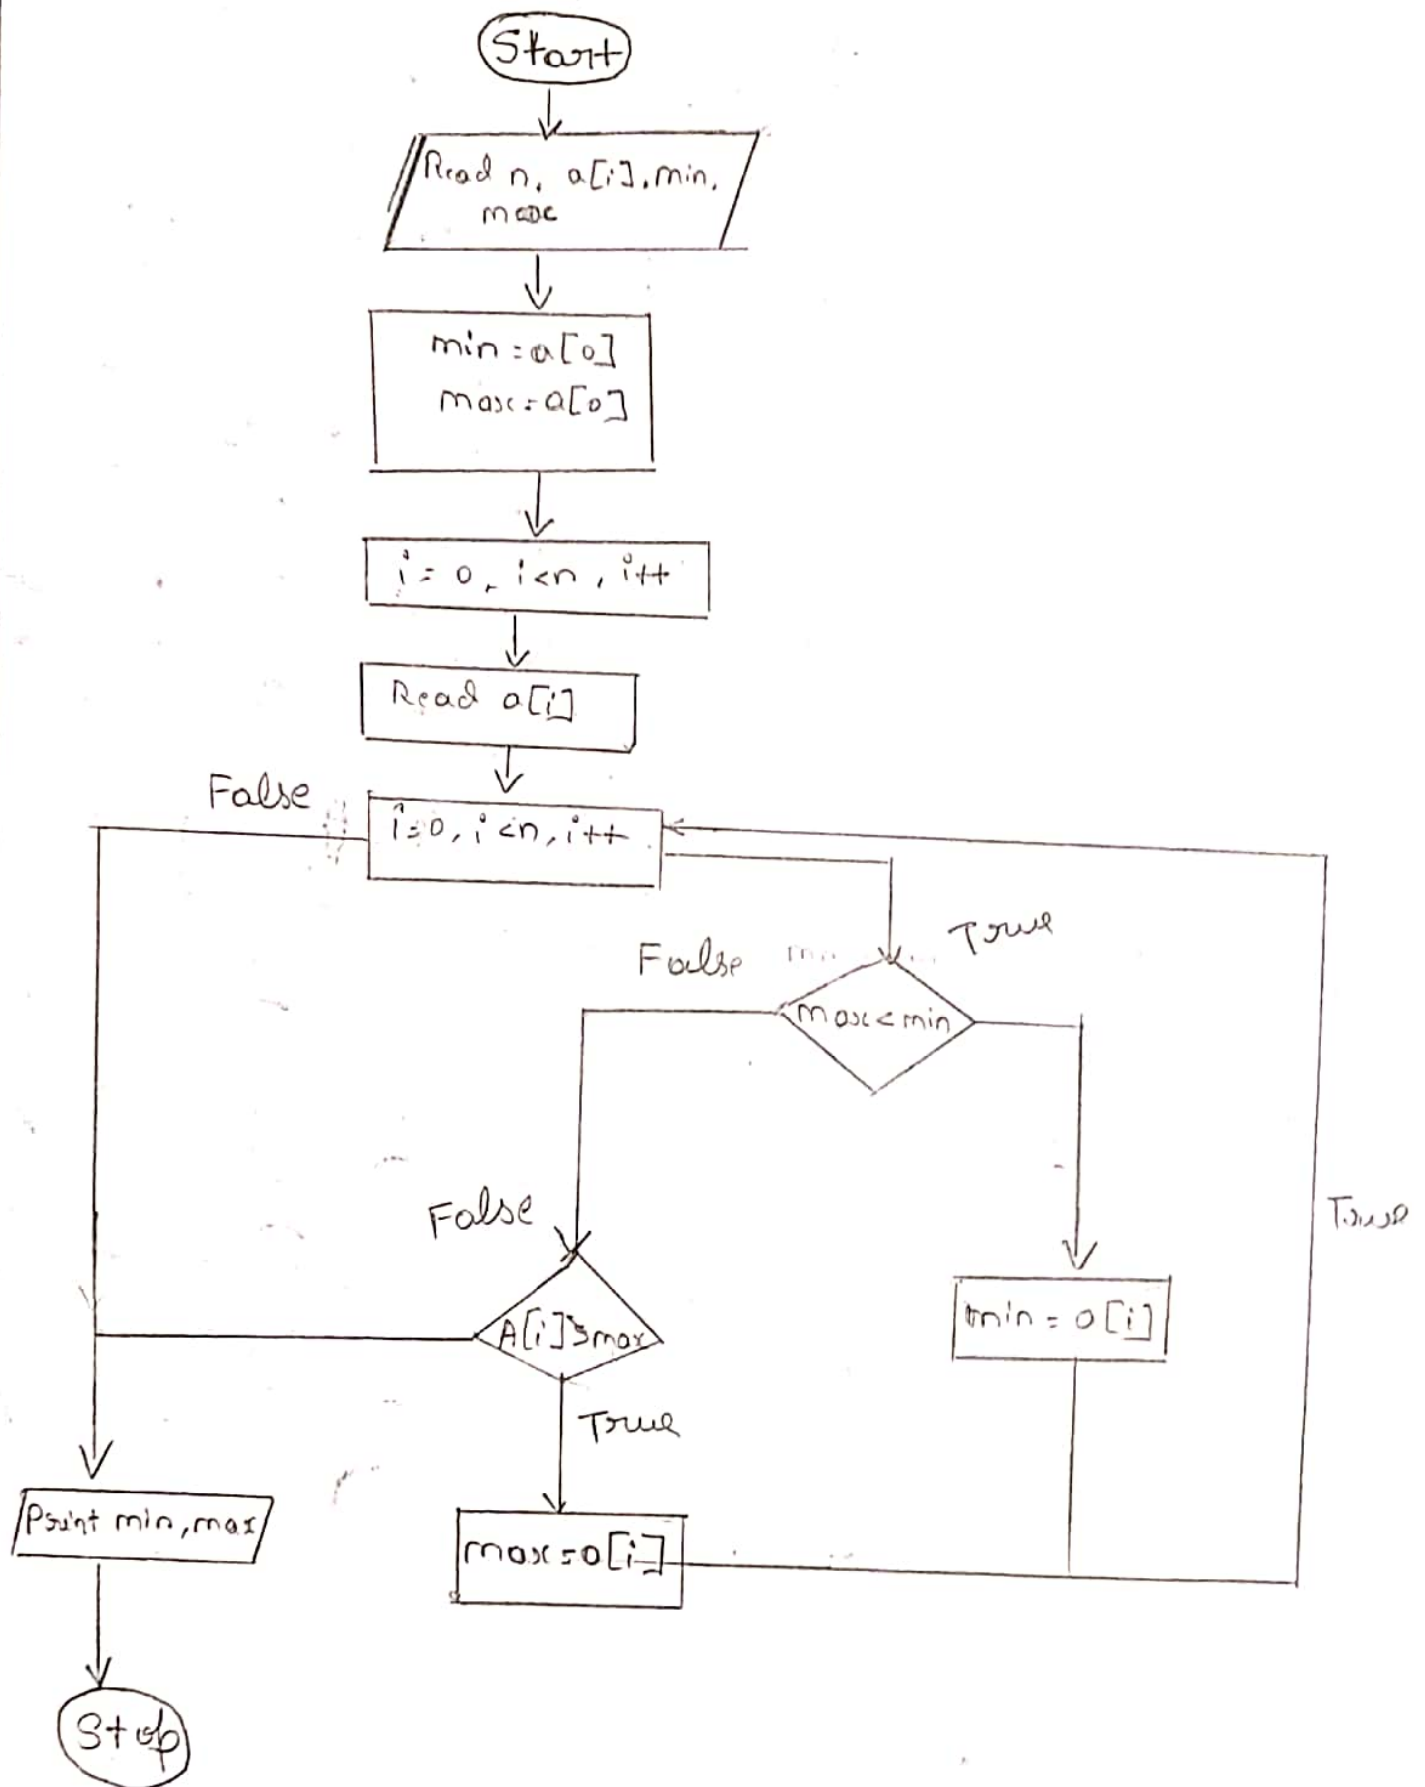 Start
Read n, a[i], min,
max
min = a[0]
max = a[0]
i = 0, i<n, i++
Read a[i]
False
i=0, i<n, i++
True
False
max < min
True
False
A[i]>max
min = a[i]
True
Print min, max
max = a[i]
Stop